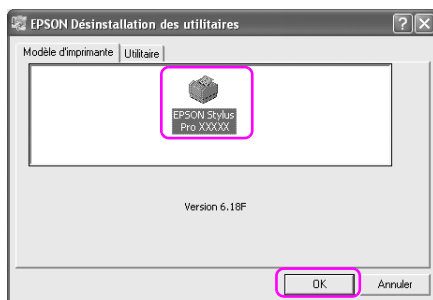 EPSON Désinstallation des utilitaires
Modèle d'imprimante Utilitaire
EPSON Stylus
Pro XXXXX
Version 6.18F
OK Annuler